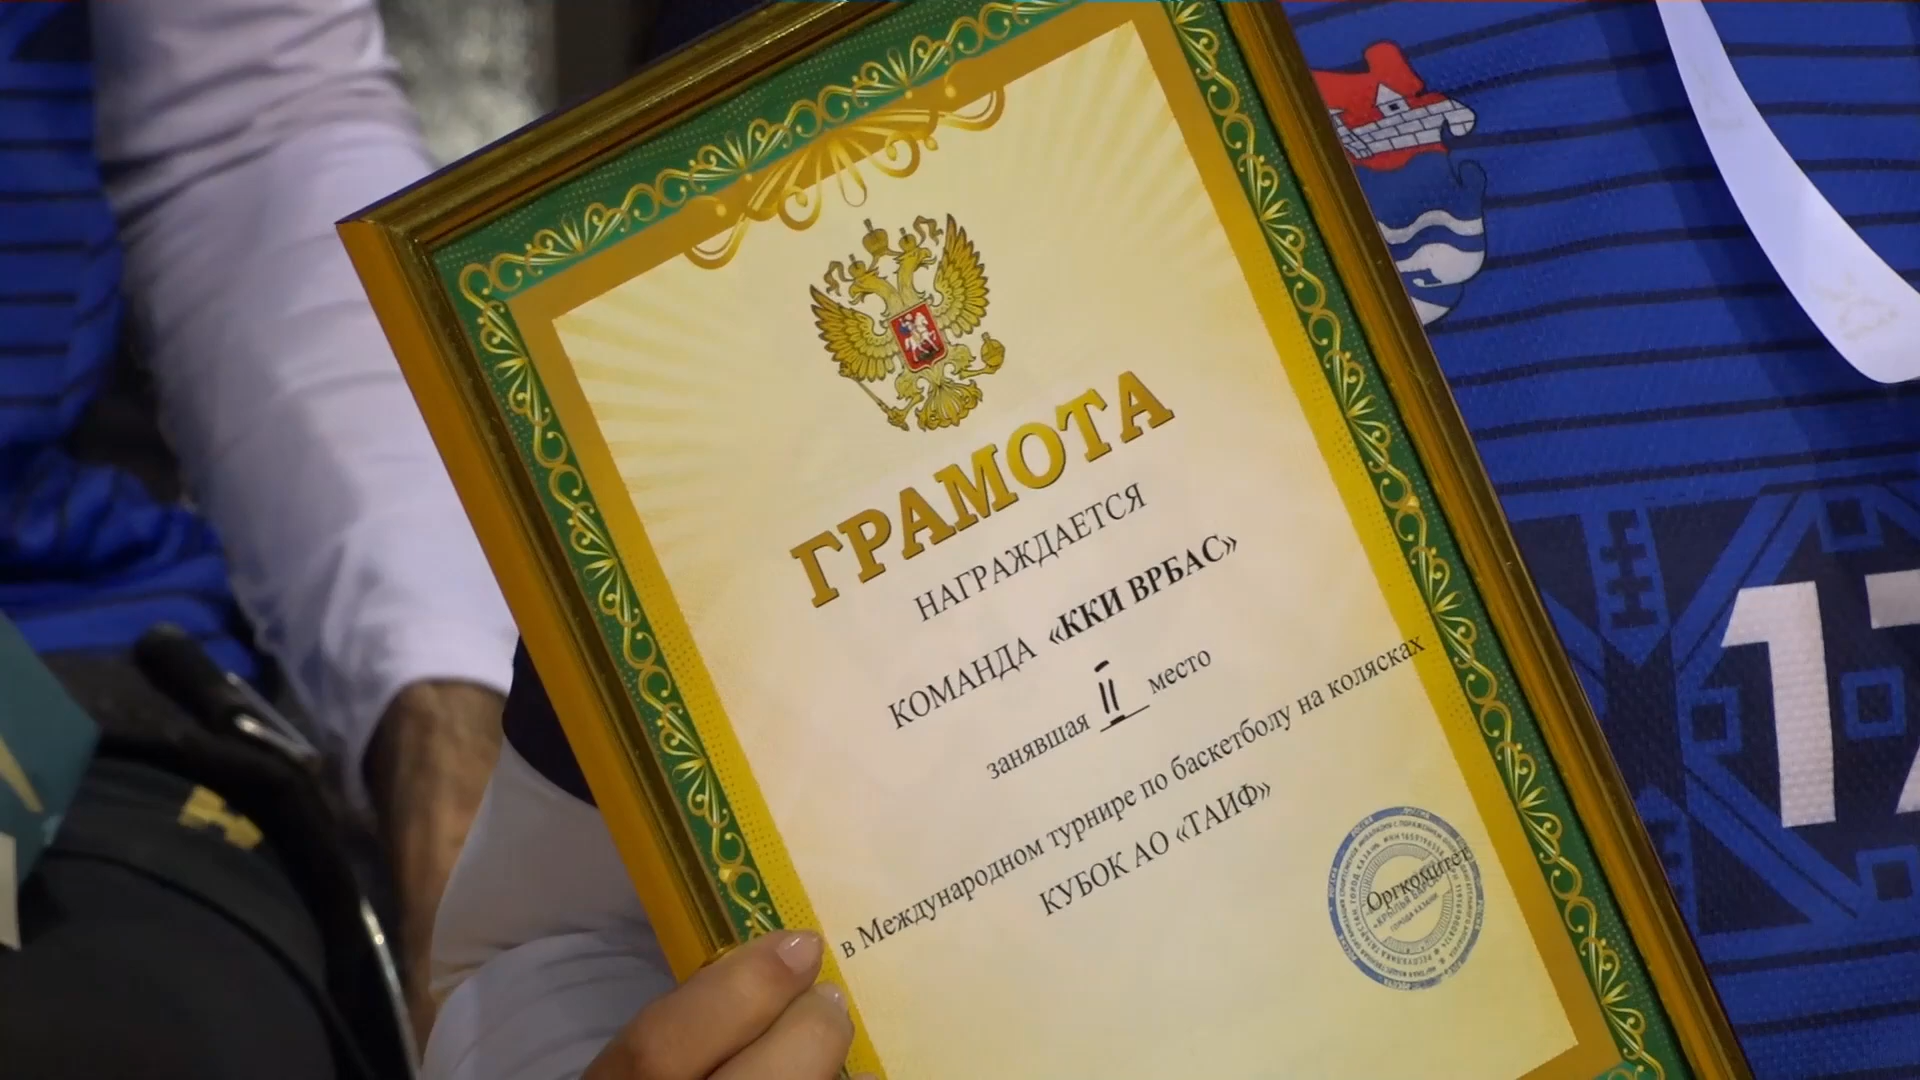 ГРАМОТА
НАГРАЖДАЕТСЯ
КОМАНДА «ККИ ВРБАС»
занявшая II место
в Международном турнире по баскетболу на колясках
КУБОК АО «ТАИФ»
Оргкомитет